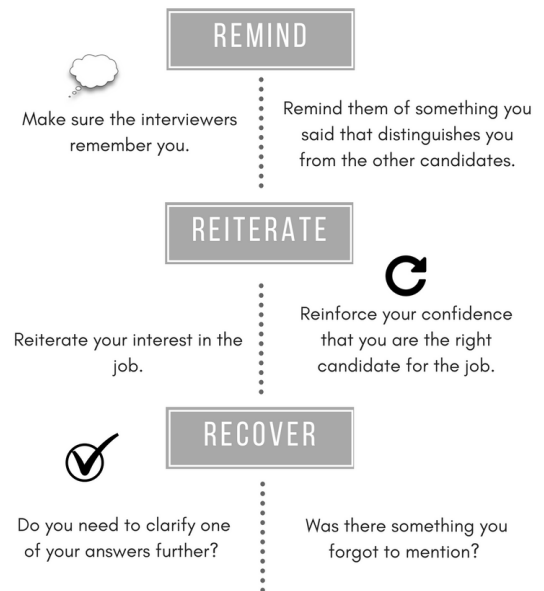 REMIND
Make sure the interviewers
remember you.
Remind them of something you
said that distinguishes you
from the other candidates.
REITERATE
Reiterate your interest in the
job.
Reinforce your confidence
that you are the right
candidate for the job.
RECOVER
Do you need to clarify one
of your answers further?
Was there something you
forgot to mention?